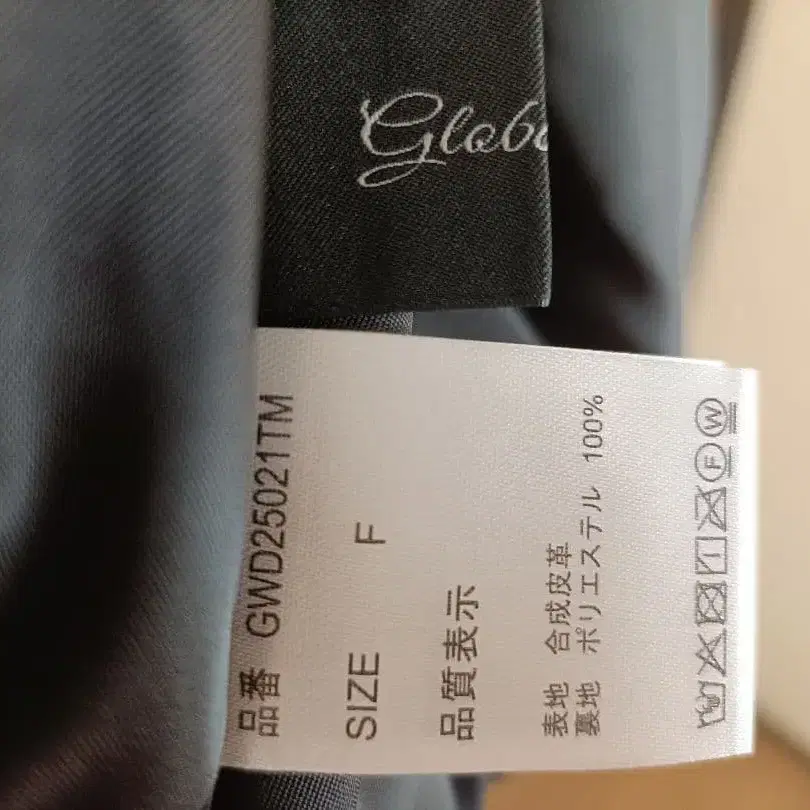 Globa
品番 GWD25021TM
SIZE F
品質表示
表地 合成皮革
裏地 ポリエステル 100%
F W